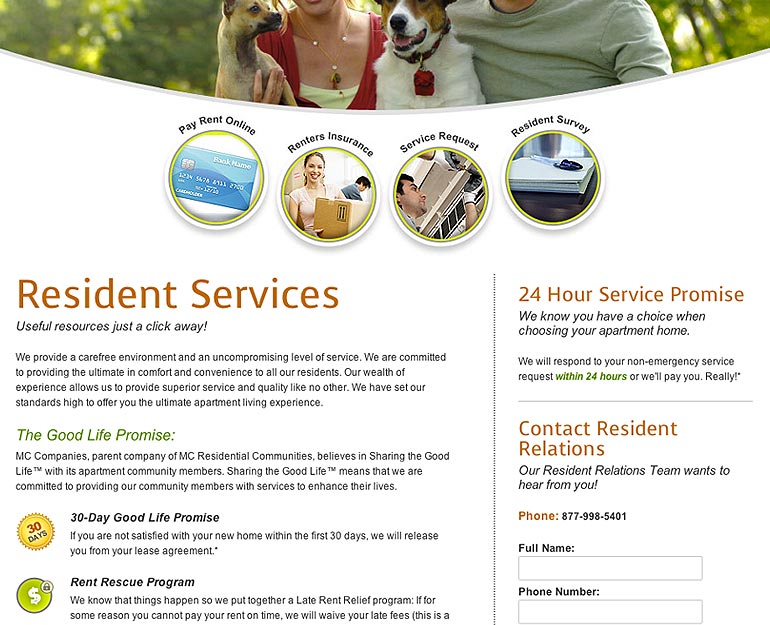 Pay Rent Online
Renters Insurance
Service Request
Resident Survey
Bank Name
CARDHOLDER
Resident Services
Useful resources just a click away!
We provide a carefree environment and an uncompromising level of service. We are committed
to providing the ultimate in comfort and convenience to all our residents. Our wealth of
experience allows us to provide superior service and quality like no other. We have set our
standards high to offer you the ultimate apartment living experience.
The Good Life Promise:
MC Companies, parent company of MC Residential Communities, believes in Sharing the Good
Life™ with its apartment community members. Sharing the Good Life™ means that we are
committed to providing our community members with services to enhance their lives.
30
DAYS
30-Day Good Life Promise
If you are not satisfied with your new home within the first 30 days, we will release
you from your lease agreement.*
$
Rent Rescue Program
We know that things happen so we put together a Late Rent Relief program: If for
some reason you cannot pay your rent on time, we will waive your late fees (this is a
24 Hour Service Promise
We know you have a choice when
choosing your apartment home.
We will respond to your non-emergency service
request within 24 hours or we'll pay you. Really!*
Contact Resident
Relations
Our Resident Relations Team wants to
hear from you!
Phone: 877-998-5401
Full Name:
Phone Number: